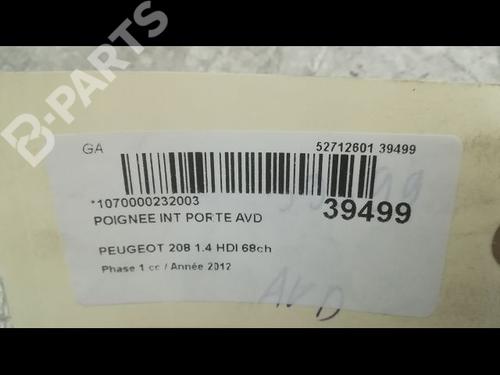 B-PARTS
GA
52712601 39499
*1070000232003
39499
POIGNEE INT PORTE AVD
PEUGEOT 208 1.4 HDI 68ch
Phase 1 cc / Année 2012
AVD